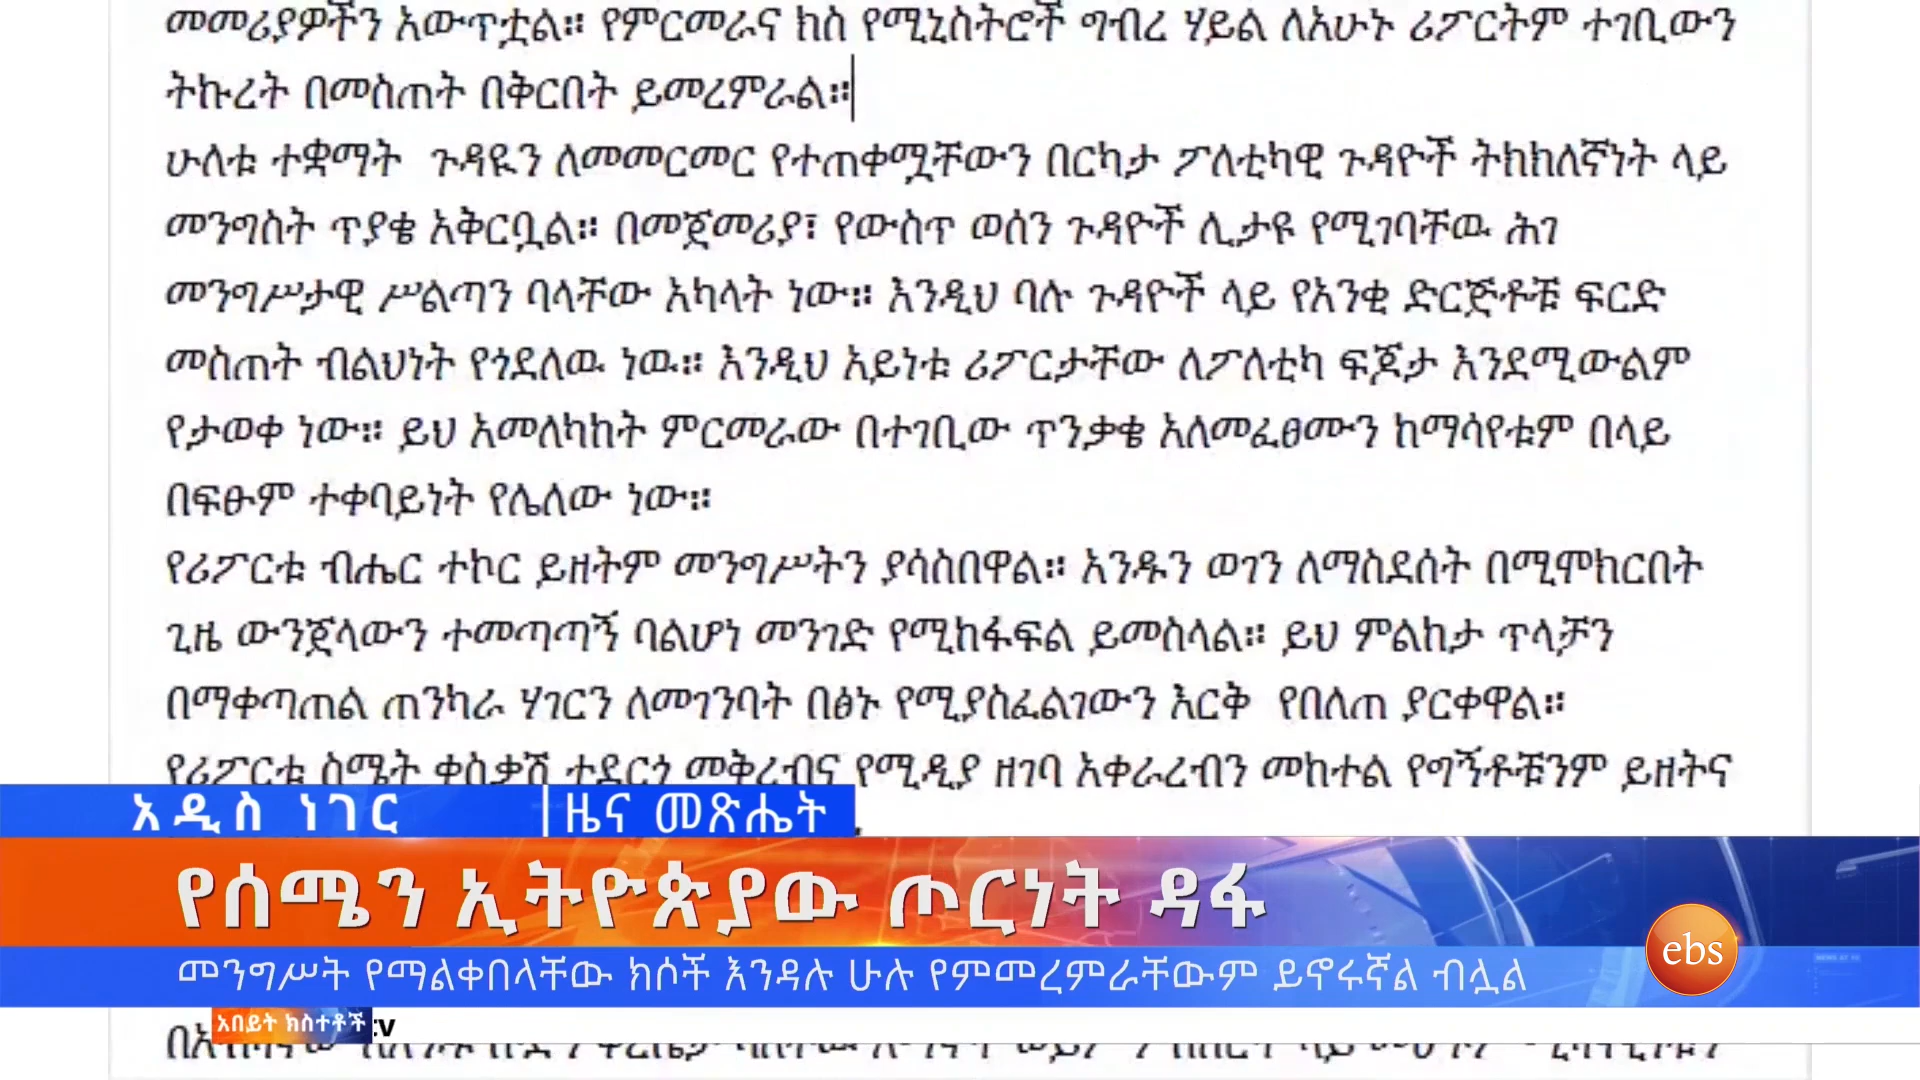 መመሪያዎችን አውጥቷል። የምርመራና ክስ የሚኒስትሮች ግብረ ሃይል ለአሁኑ ሪፖርትም ተገቢውን
ትኩረት በመስጠት በቅርበት ይመረምራል።
ሁለቱ ተቋማት ጉዳዪን ለመመርመር የተጠቀሟቸውን በርካታ ፖለቲካዊ ጉዳዮች ትክክለኛነት ላይ
መንግስት ጥያቄ አቅርቧል። በመጀመሪያ፣ የውስጥ ወሰን ጉዳዮች ሊታዩ የሚገባቸዉ ሕገ
መንግሥታዊ ሥልጣን ባላቸው አካላት ነው። እንዲህ ባሉ ጉዳዮች ላይ የአንቂ ድርጅቶቹ ፍርድ
መስጠት ብልህነት የጎደለዉ ነዉ። እንዲህ አይነቱ ሪፖርታቸው ለፖለቲካ ፍጆታ እንደሚውልም
የታወቀ ነው። ይህ አመለካከት ምርመራው በተገቢው ጥንቃቄ አለመፈፀሙን ከማሳየቱም በላይ
በፍፁም ተቀባይነት የሌለው ነው።
የሪፖርቱ ብሔር ተኮር ይዘትም መንግሥትን ያሳስበዋል። አንዱን ወገን ለማስደሰት በሚሞክርበት
ጊዜ ውንጀላውን ተመጣጣኝ ባልሆነ መንገድ የሚከፋፍል ይመስላል። ይህ ምልከታ ጥላቻን
በማቀጣጠል ጠንካራ ሃገርን ለመገንባት በፅኑ የሚያስፈልገውን እርቅ የበለጠ ያርቀዋል።
የሪፖርቱ ስሜት ቀስቃሽ ተደርጎ መቅረብና የሚዲያ ዘገባ አቀራረብን መከተል የግኝቶቹንም ይዘትና
አዲስ ነገር |ዜና መጽሔት
የሰሜን ኢትዮጵያው ጦርነት ዳፋ
ebs
መንግሥት የማልቀበላቸው ክሶች እንዳሉ ሁሉ የምመረምራቸውም ይኖሩኛል ብሏል
አበይት ክስተቶች tv